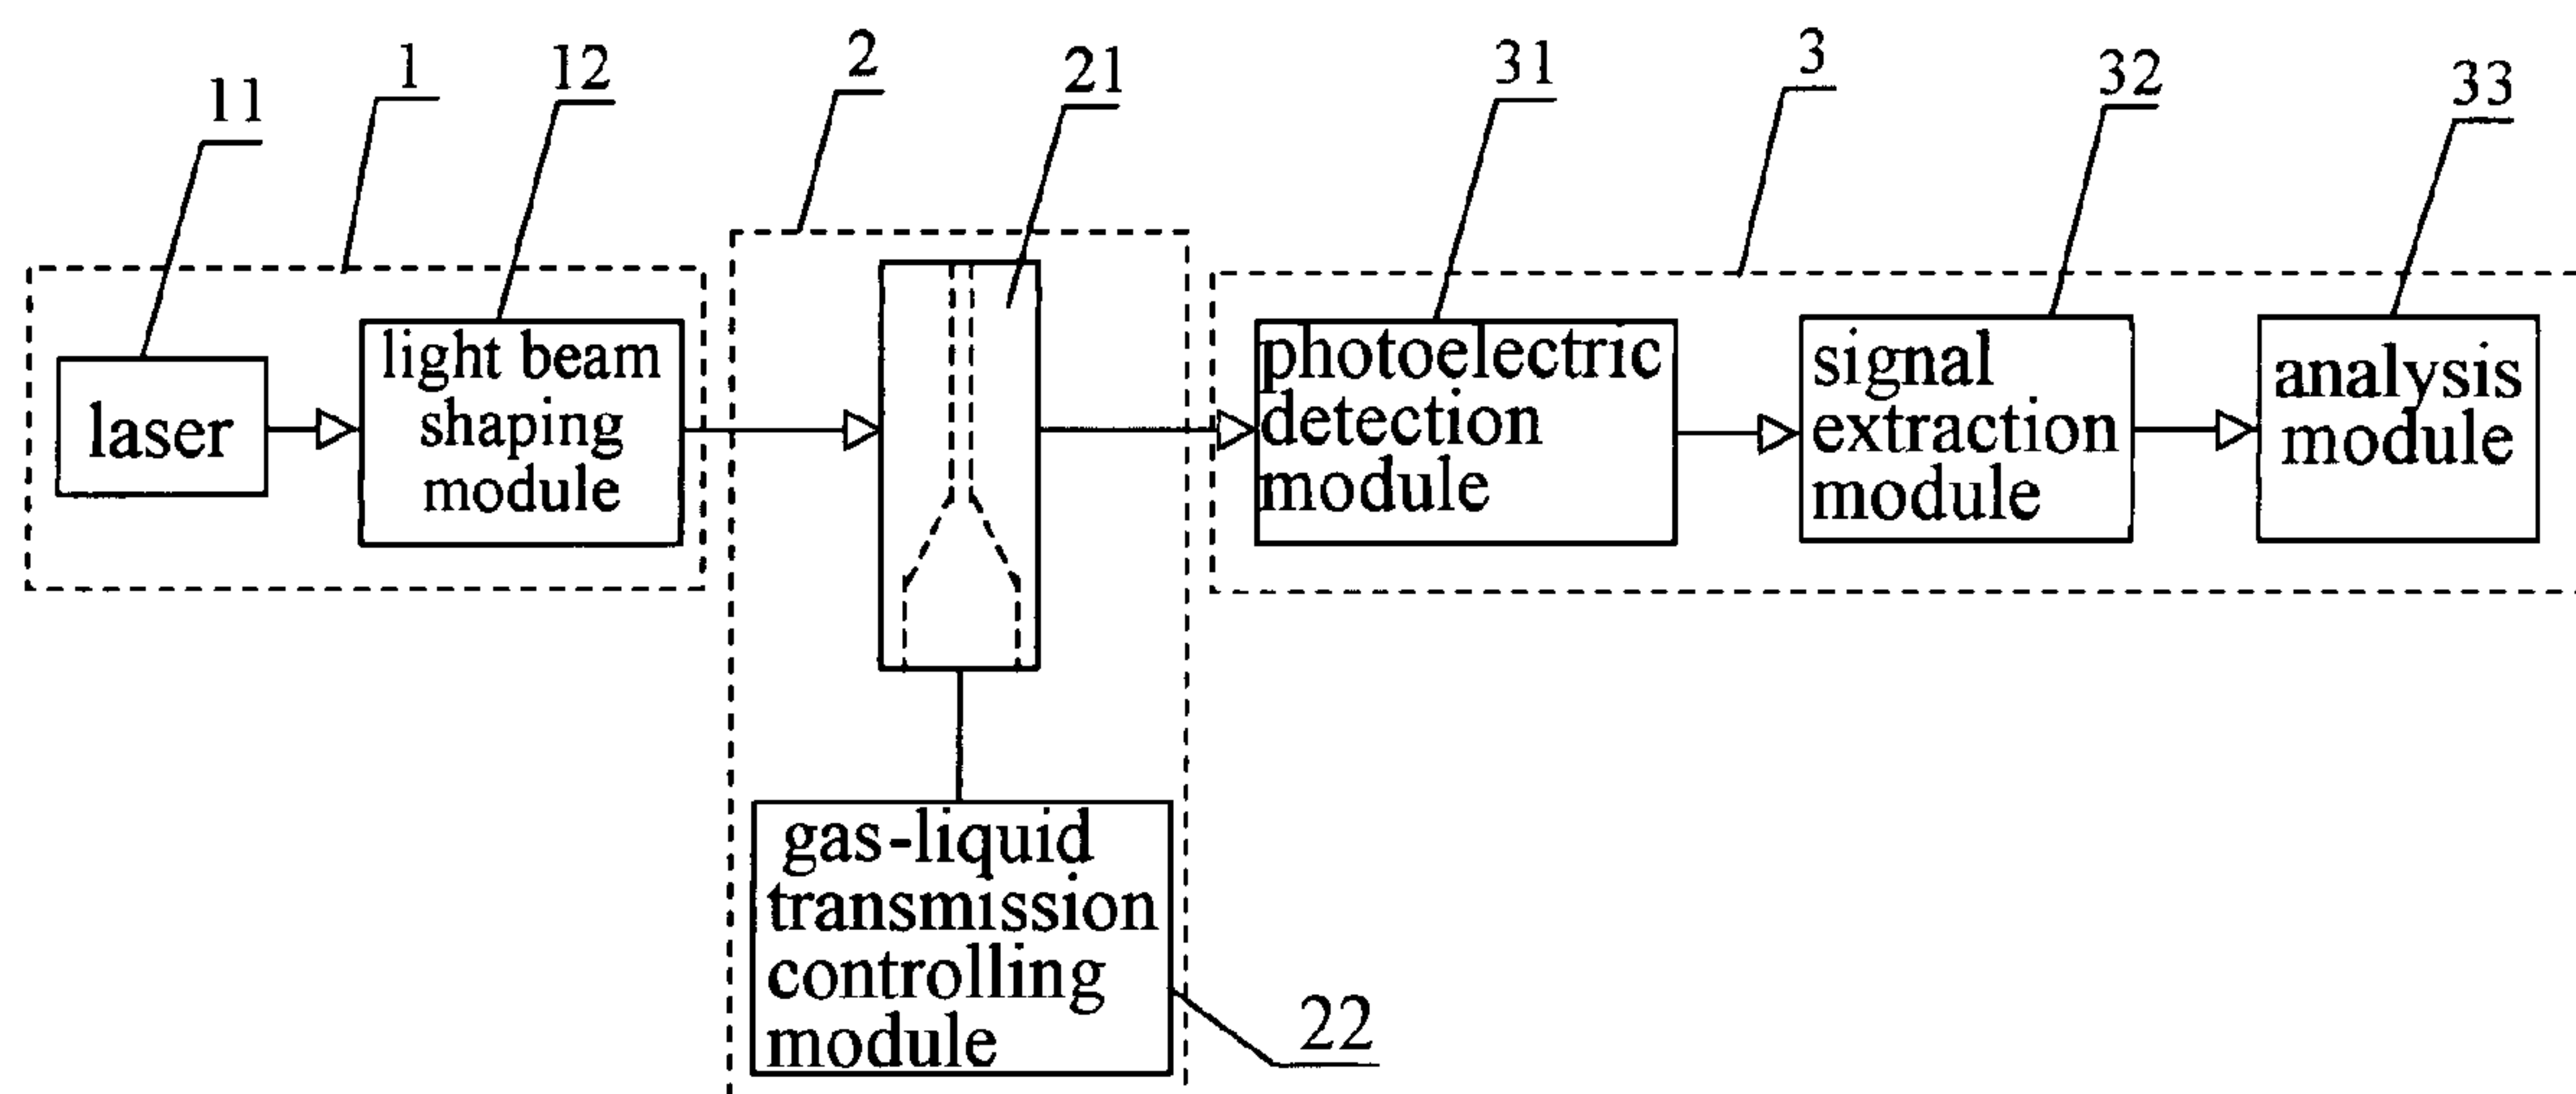 11
1
12
2
21
31
3
32
33
laser
light beam
shaping
module
photoelectric
detection
module
signal
extraction
module
analysis
module
gas-liquid
transmission
controlling
module
22